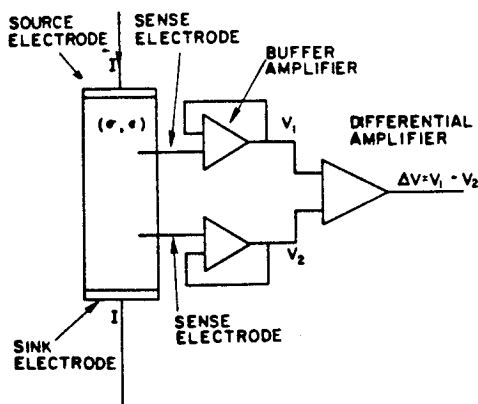 SOURCE
ELECTRODE
SENSE
ELECTRODE
I
BUFFER
AMPLIFIER
(σ, ϵ)
V1
DIFFERENTIAL
AMPLIFIER
ΔV=V1 - V2
V2
I
SINK
ELECTRODE
SENSE
ELECTRODE